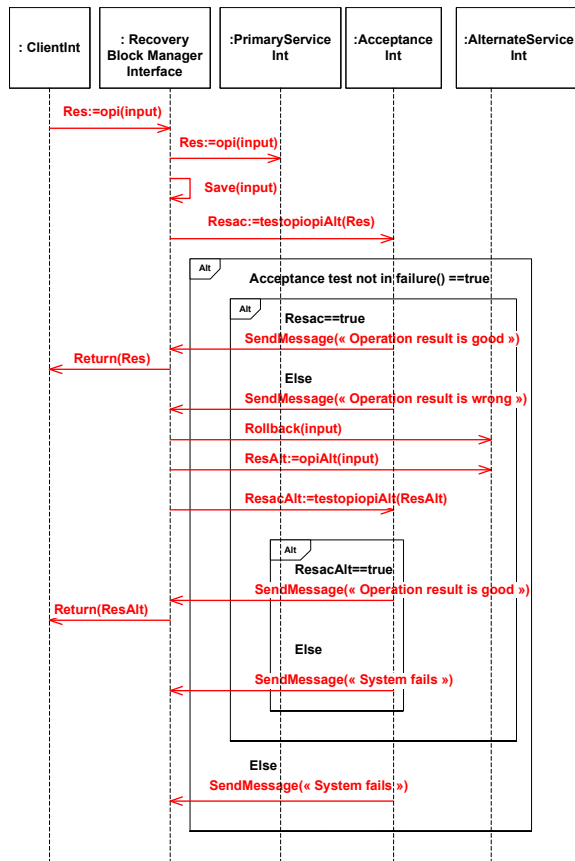 : ClientInt
: Recovery
Block Manager
Interface
:PrimaryService
Int
:Acceptance
Int
:AlternateService
Int
Res:=opi(input)
Res:=opi(input)
Save(input)
Resac:=testopiopiAlt(Res)
Alt
Acceptance test not in failure() ==true
Alt
Resac==true
SendMessage(« Operation result is good »)
Return(Res)
Else
SendMessage(« Operation result is wrong »)
Rollback(input)
ResAlt:=opiAlt(input)
ResacAlt:=testopiopiAlt(ResAlt)
Alt
ResacAlt==true
SendMessage(« Operation result is good »)
Return(ResAlt)
Else
SendMessage(« System fails »)
Else
SendMessage(« System fails »)